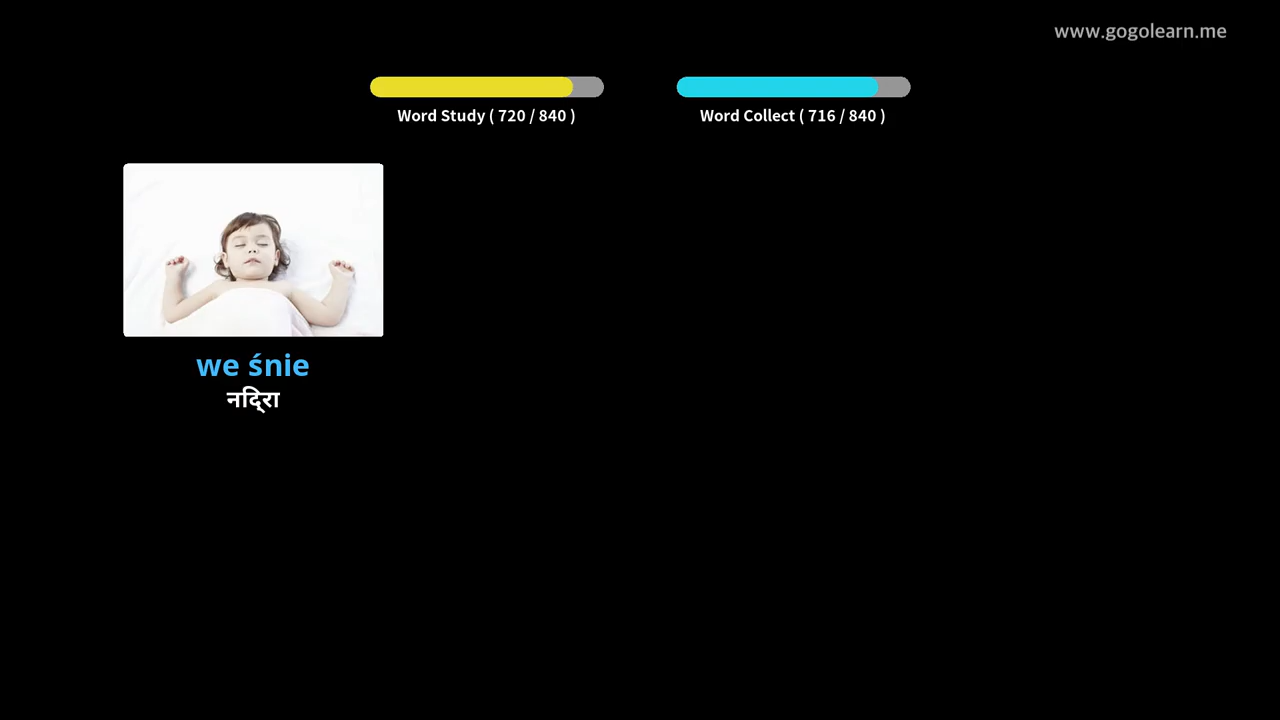 www.gogolearn.me
Word Study ( 720 / 840 )
Word Collect ( 716 / 840 )
we śnie
नदि्रा